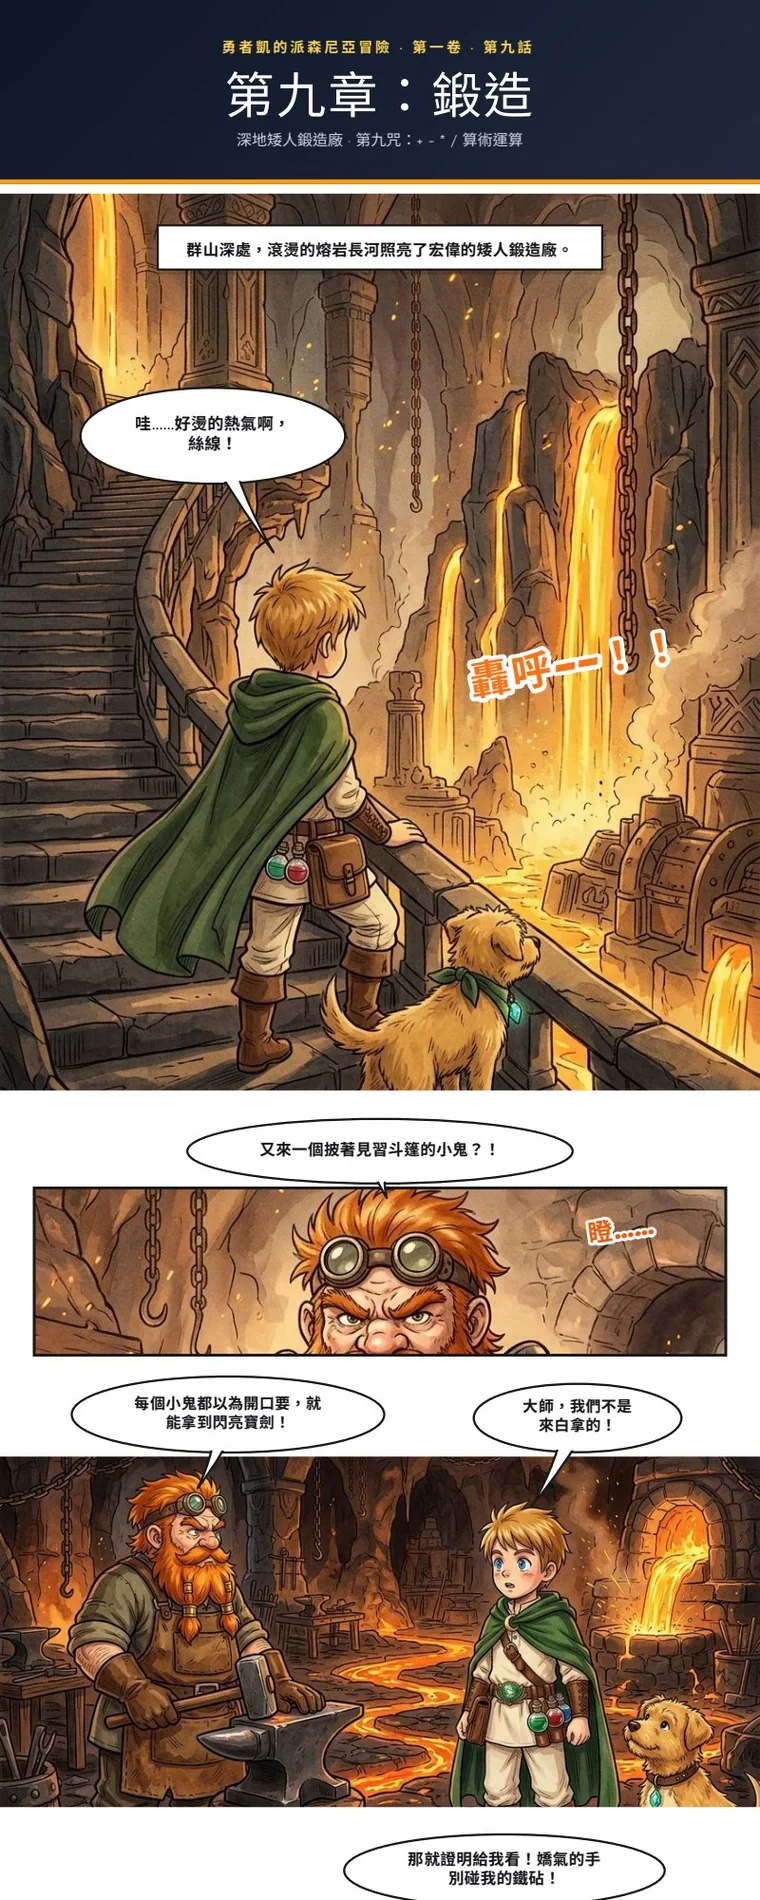 勇者凱的派森尼亞冒險 · 第一卷 · 第九話
第九章：鍛造
深地矮人鍛造廠 · 第九咒：+ - * / 算術運算
群山深處，滾燙的熔岩長河照亮了宏偉的矮人鍛造廠。
哇……好燙的熱氣啊，
絲線！
轟呼——！！
又來一個披著見習斗篷的小鬼？！
瞪……
每個小鬼都以為開口要，就
能拿到閃亮寶劍！
大師，我們不是
來白拿的！
那就證明給我看！嬌氣的手
別碰我的鐵砧！